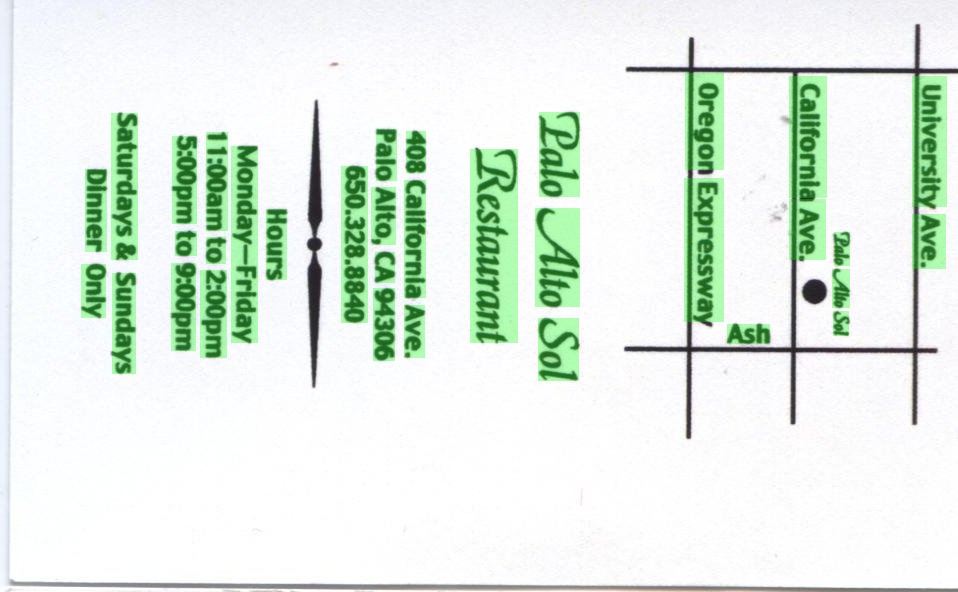 University Ave.
California Ave.
Palo Alto Sol
Oregon Expressway
Ash
Palo Alto Sol
Restaurant
408 California Ave.
Palo Alto, CA 94306
650.328.8840
Hours
Monday—Friday
11:00am to 2:00pm
5:00pm to 9:00pm
Saturdays & Sundays
Dinner Only